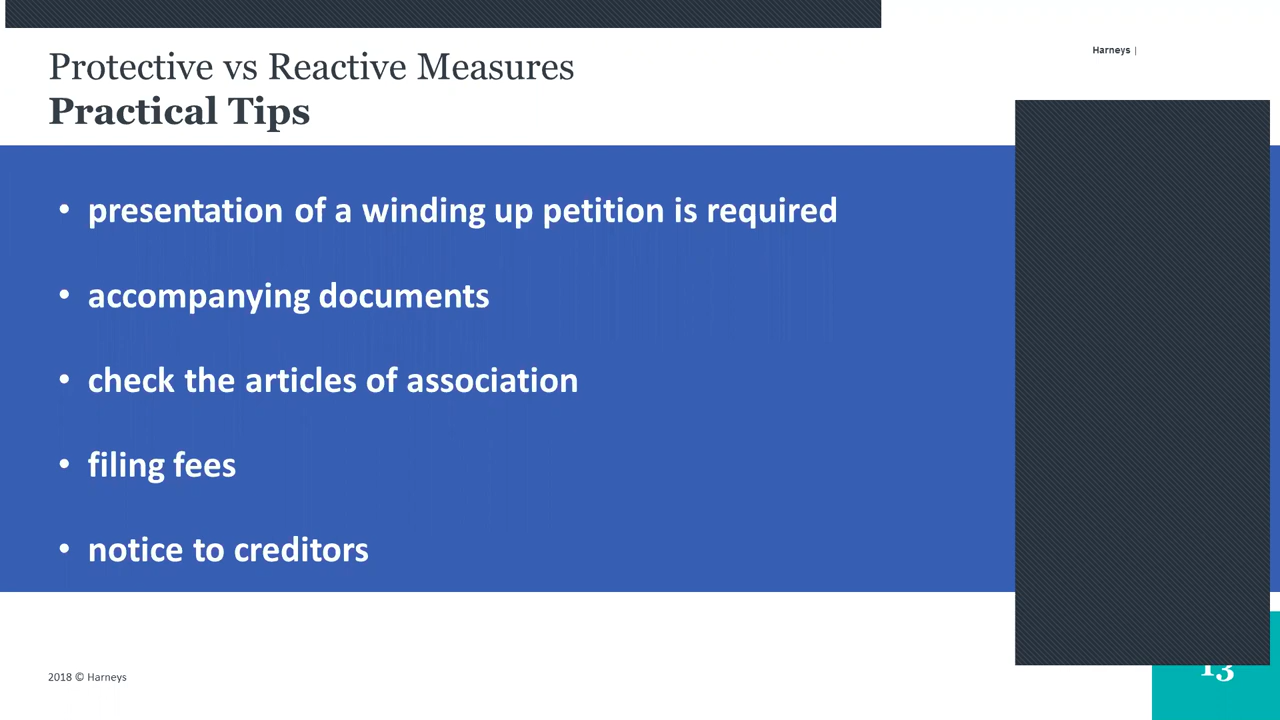 Protective vs Reactive Measures
Practical Tips
Harneys |
• presentation of a winding up petition is required
• accompanying documents
• check the articles of association
• filing fees
• notice to creditors
2018 © Harneys
13